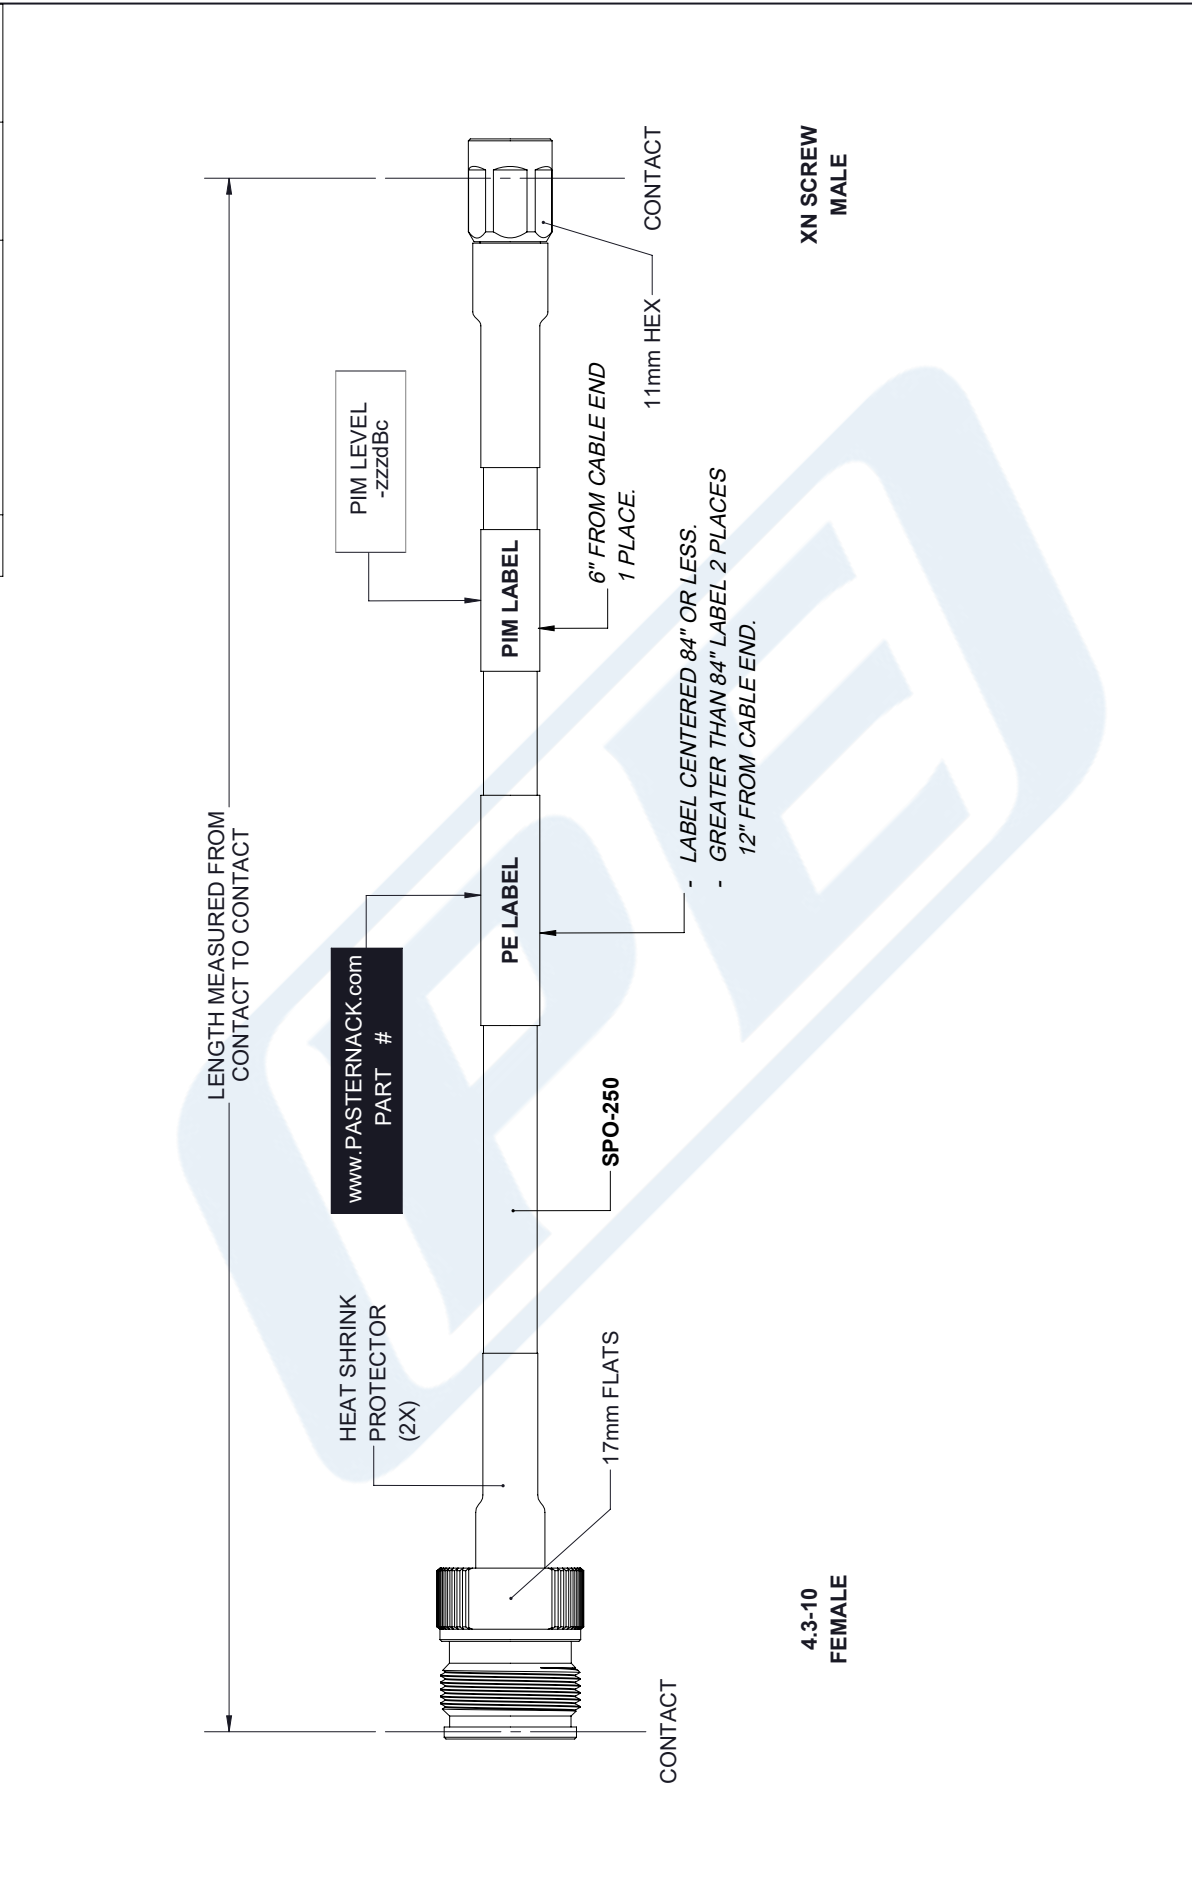 LENGTH MEASURED FROM
CONTACT TO CONTACT
HEAT SHRINK
PROTECTOR
(2X)
www.PASTERNACK.com
PART #
PIM LEVEL
-zzzdBc
PE LABEL
PIM LABEL
17mm FLATS
SPO-250
6" FROM CABLE END
1 PLACE.
11mm HEX
CONTACT
CONTACT
- LABEL CENTERED 84" OR LESS.
- GREATER THAN 84" LABEL 2 PLACES
12" FROM CABLE END.
4.3-10
FEMALE
XN SCREW
MALE
PE